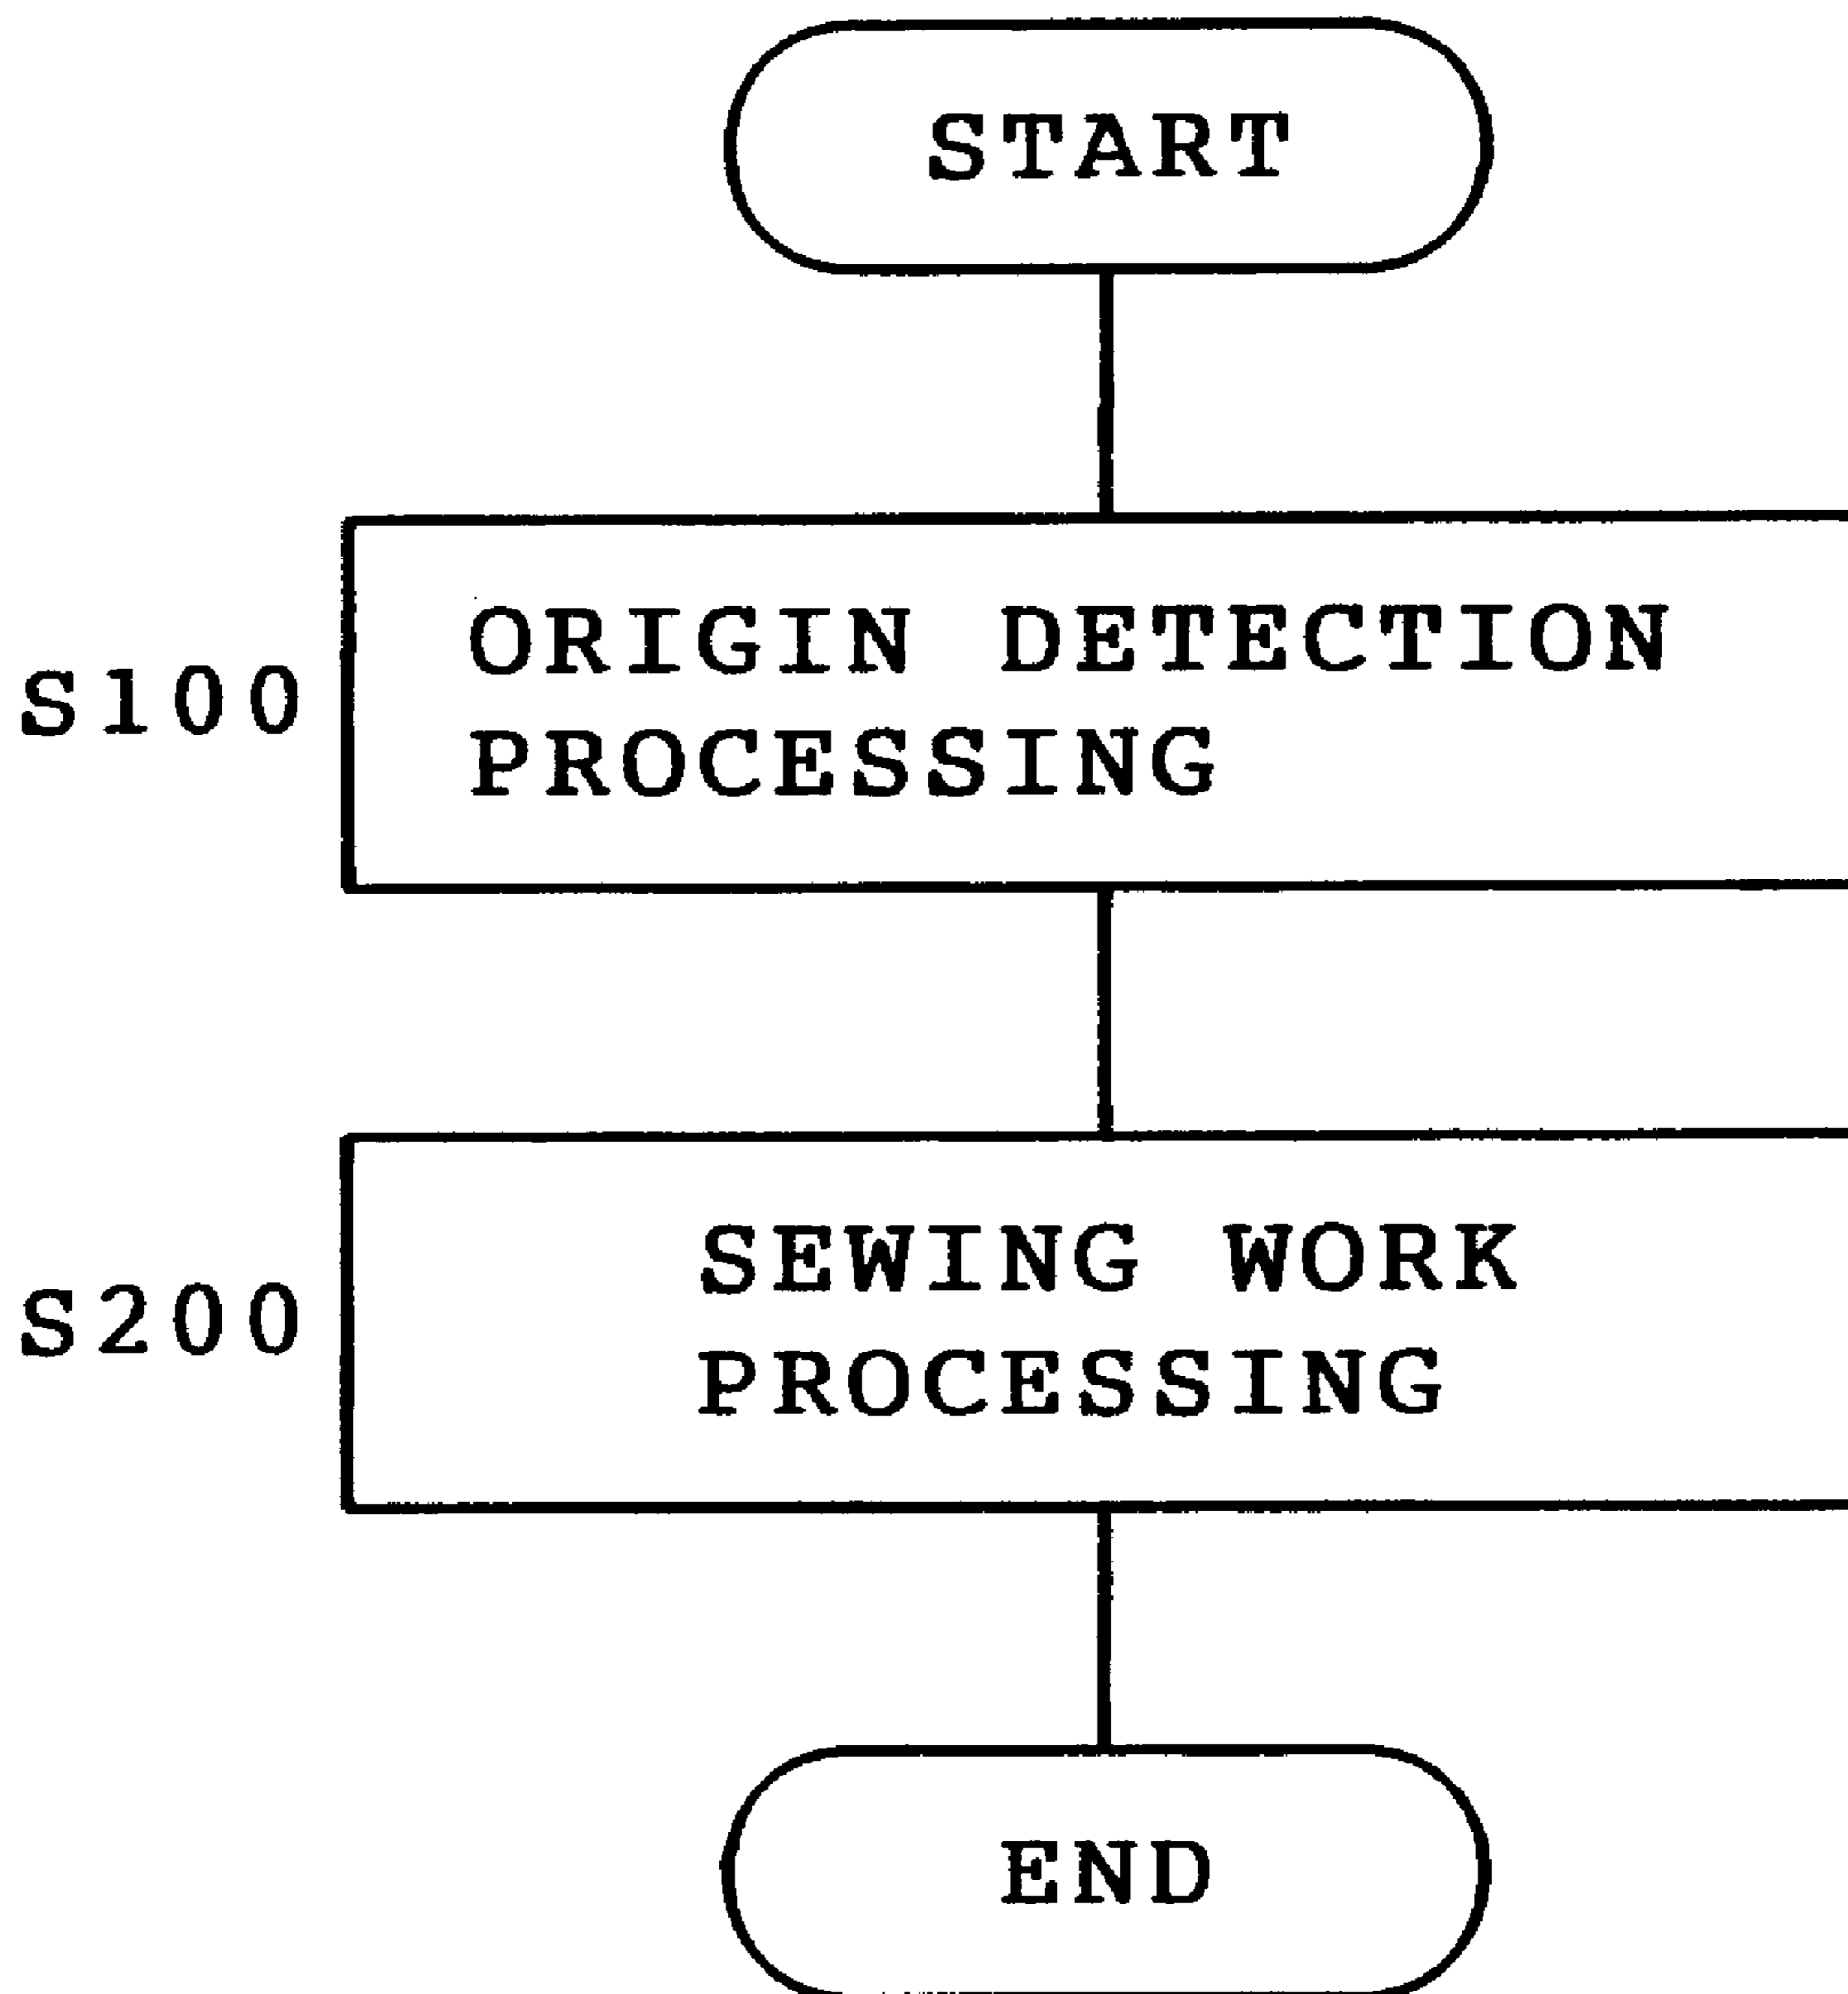 START
S100
ORIGIN DETECTION
PROCESSING
S200
SEWING WORK
PROCESSING
END